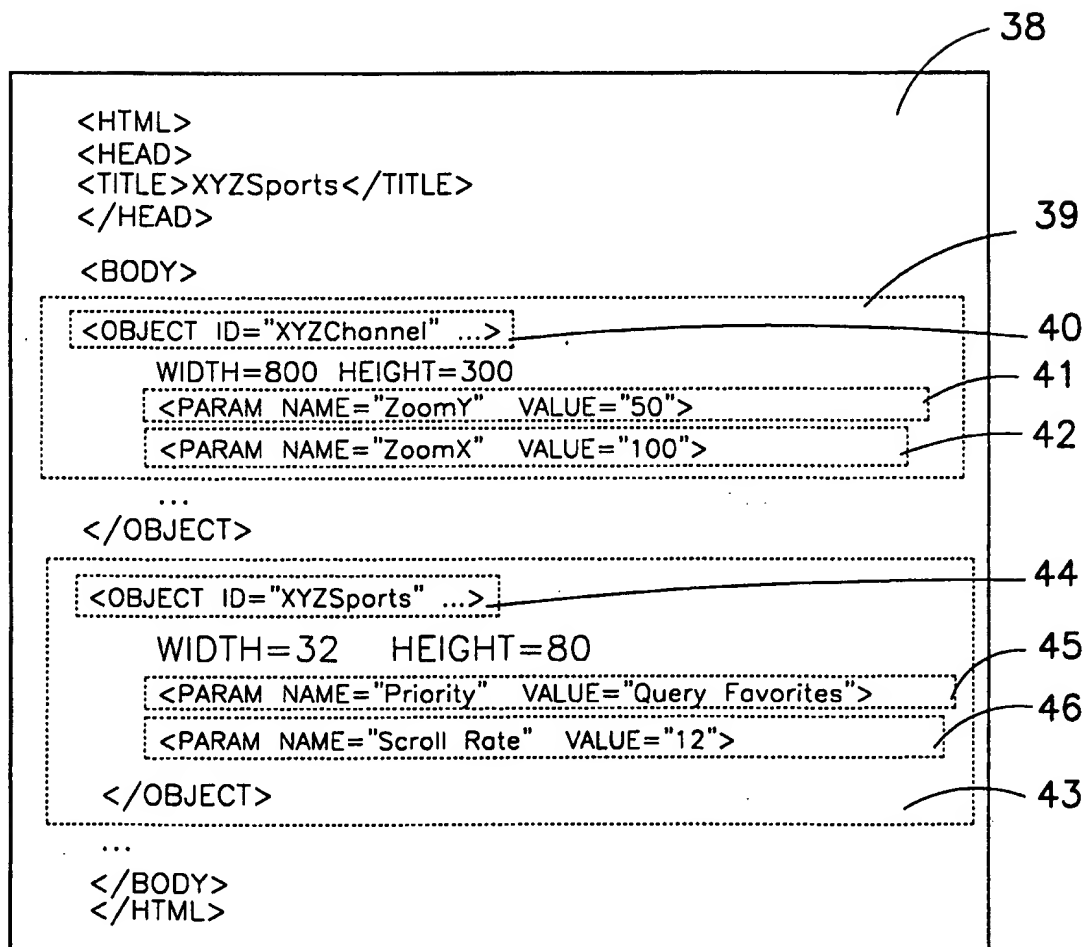 38
<HTML>
<HEAD>
<TITLE>XYZSports</TITLE>
</HEAD>
39
<BODY>
<OBJECT ID="XYZChannel" ...>
40
WIDTH=800 HEIGHT=300
41
<PARAM NAME="ZoomY" VALUE="50">
<PARAM NAME="ZoomX" VALUE="100">
42
...
</OBJECT>
<OBJECT ID="XYZSports" ...>
44
WIDTH=32 HEIGHT=80
45
<PARAM NAME="Priority" VALUE="Query Favorites">
46
<PARAM NAME="Scroll Rate" VALUE="12">
</OBJECT>
43
...
</BODY>
</HTML>